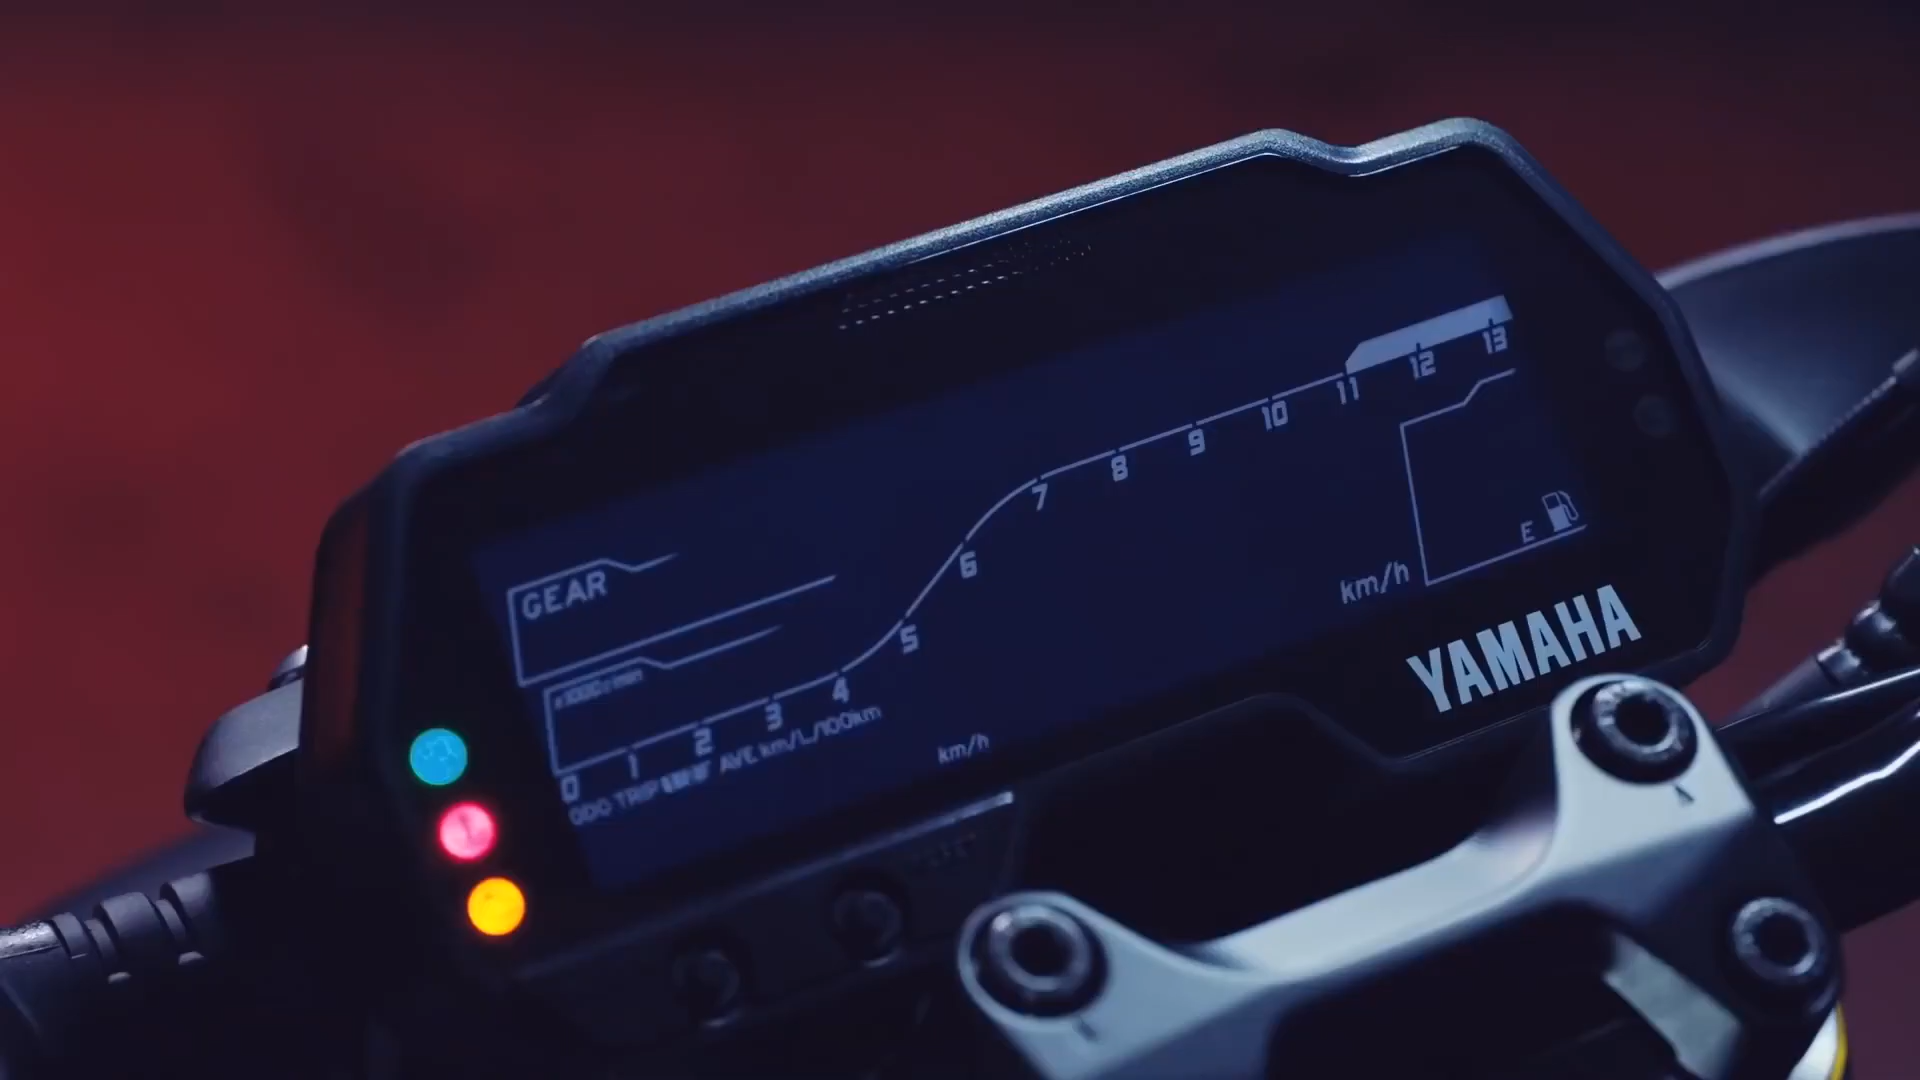 GEAR
x1000r/min
0 1 2 3 4 5 6 7 8 9 10 11 12 13
ODO TRIP AVE. km/L/100km
km/h
km/h
E
YAMAHA